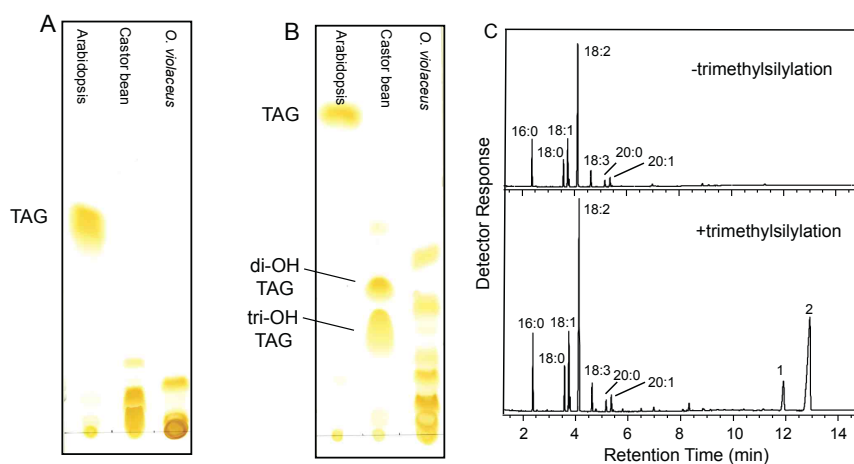 A
Arabidopsis
Castor bean
O. violaceus
TAG
B
Arabidopsis
Castor bean
O. violaceus
TAG
di-OH
TAG
tri-OH
TAG
C
Detector Response
-trimethylsilylation
18:2
16:0
18:1
18:0
18:3
20:0
20:1
+trimethylsilylation
18:2
16:0
18:1
18:0
18:3
20:0
20:1
1
2
2 4 6 8 10 12 14
Retention Time (min)